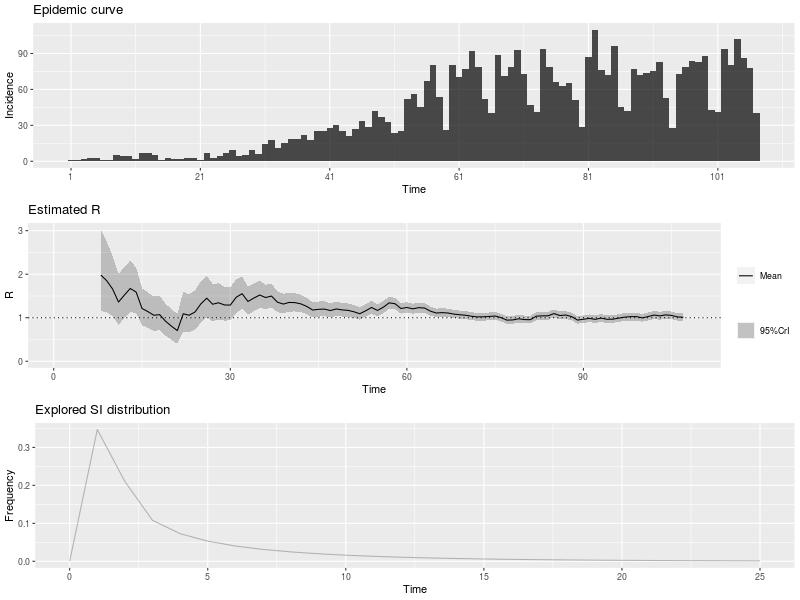 Epidemic curve
Incidence
90
60
30
0
1 21 41 61 81 101
Time
Estimated R
R
3
2
1
0
0 30 60 90
Time
Mean
95%CrI
Explored SI distribution
Frequency
0.3
0.2
0.1
0.0
0 5 10 15 20 25
Time